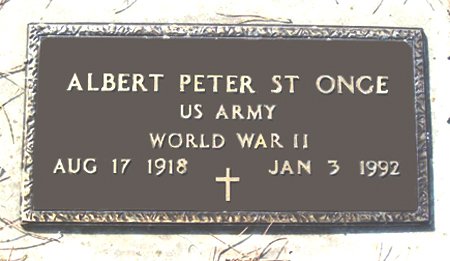 ALBERT PETER ST ONGE
US ARMY
WORLD WAR II
AUG 17 1918 JAN 3 1992